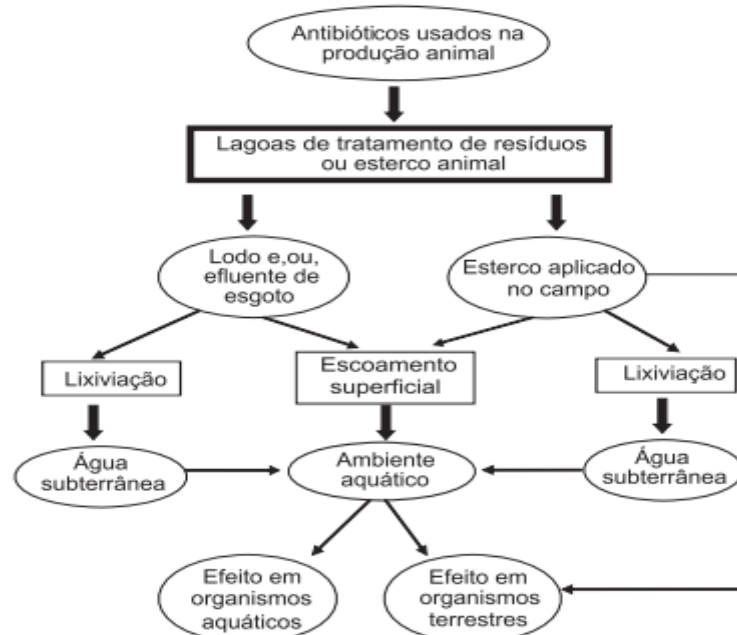 Antibióticos usados na
produção animal
Lagoas de tratamento de resíduos
ou esterco animal
Lodo e,ou,
efluente de
esgoto
Esterco aplicado
no campo
Lixiviação
Escoamento
superficial
Lixiviação
Água
subterrânea
Ambiente
aquático
Água
subterrânea
Efeito em
organismos
aquáticos
Efeito em
organismos
terrestres